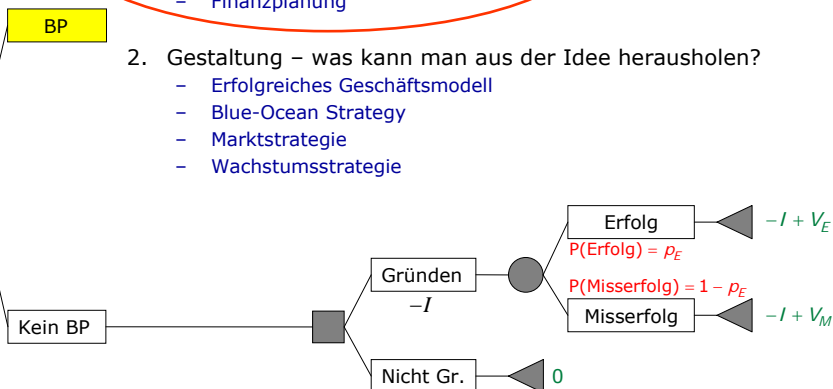 – Finanzplanung
BP
2. Gestaltung – was kann man aus der Idee herausholen?
– Erfolgreiches Geschäftsmodell
– Blue-Ocean Strategy
– Marktstrategie
– Wachstumsstrategie
Erfolg
−I + V_E
P(Erfolg) = p_E
Gründen
−I
P(Misserfolg) = 1 − p_E
Misserfolg
−I + V_M
Kein BP
Nicht Gr.
0